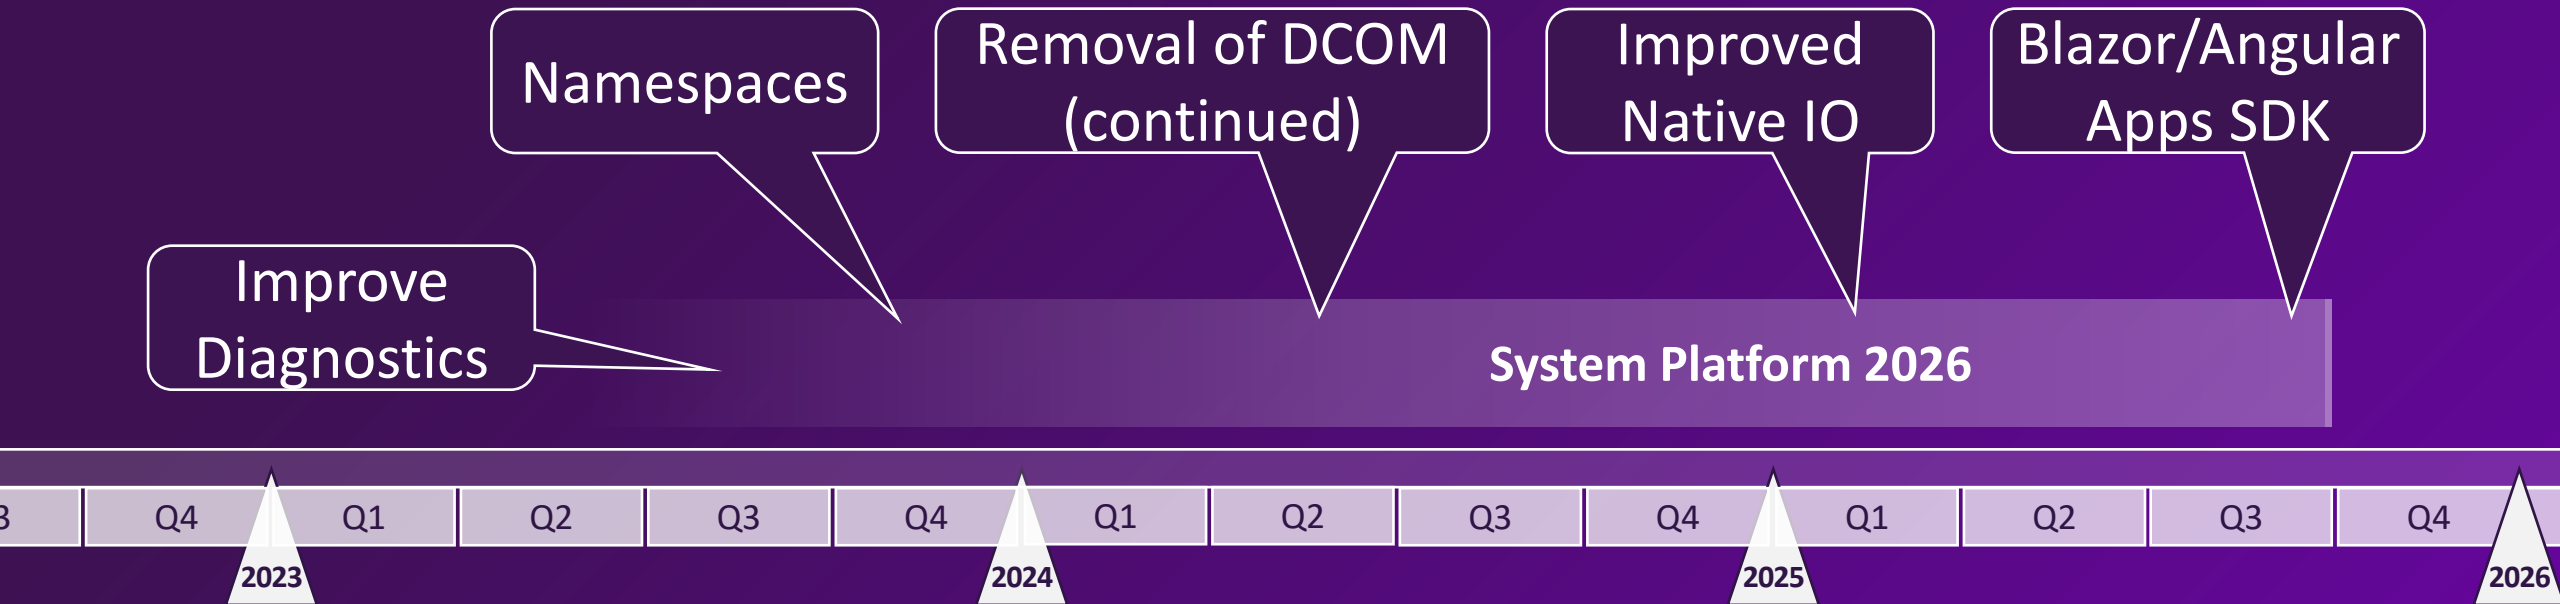 Namespaces
Removal of DCOM
(continued)
Improved
Native IO
Blazor/Angular
Apps SDK
Improve
Diagnostics
System Platform 2026
3 Q4 Q1 Q2 Q3 Q4 Q1 Q2 Q3 Q4 Q1 Q2 Q3 Q4
2023 2024 2025 2026